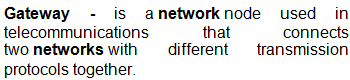 Gateway - is a network node used in
telecommunications that connects
two networks with different transmission
protocols together.